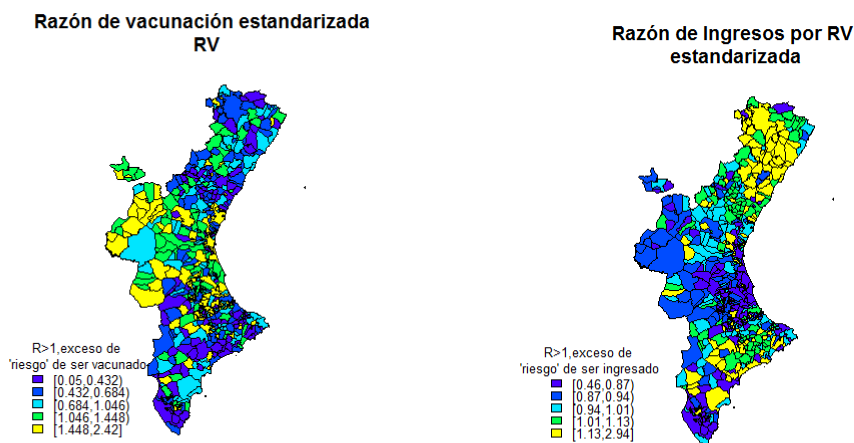 Razón de vacunación estandarizada
RV
R>1,exceso de
'riesgo' de ser vacunado
[0.05,0.432)
[0.432,0.684)
[0.684,1.046)
[1.046,1.448)
[1.448,2.42]
Razón de Ingresos por RV
estandarizada
R>1,exceso de
'riesgo' de ser ingresado
[0.46,0.87)
[0.87,0.94)
[0.94,1.01)
[1.01,1.13)
[1.13,2.94]